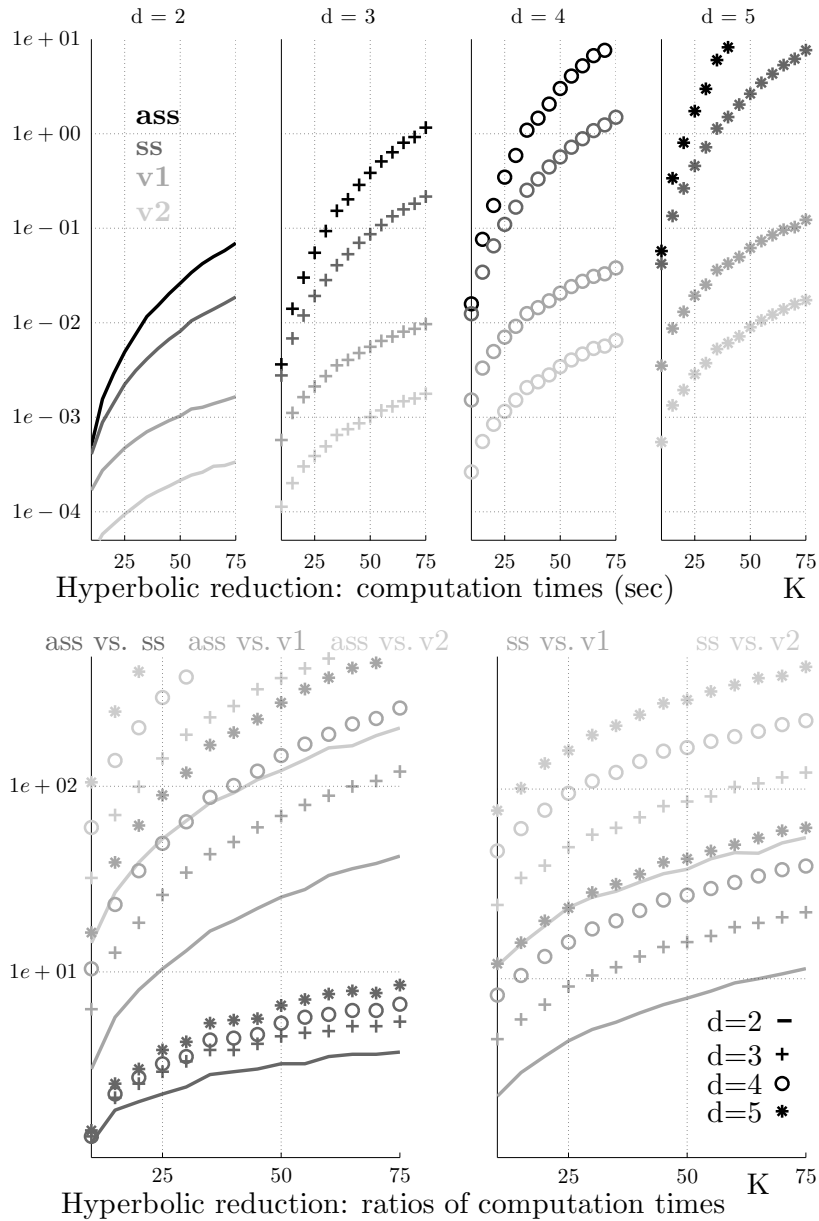 d = 2 d = 3 d = 4 d = 5
1e + 01
1e + 00
1e − 01
1e − 02
1e − 03
1e − 04
ass
ss
v1
v2
25 50 75 25 50 75 25 50 75 25 50 75
Hyperbolic reduction: computation times (sec) K
ass vs. ss ass vs. v1 ass vs. v2 ss vs. v1 ss vs. v2
1e + 02
1e + 01
d=2
d=3
d=4
d=5
25 50 75 25 50 75
K
Hyperbolic reduction: ratios of computation times